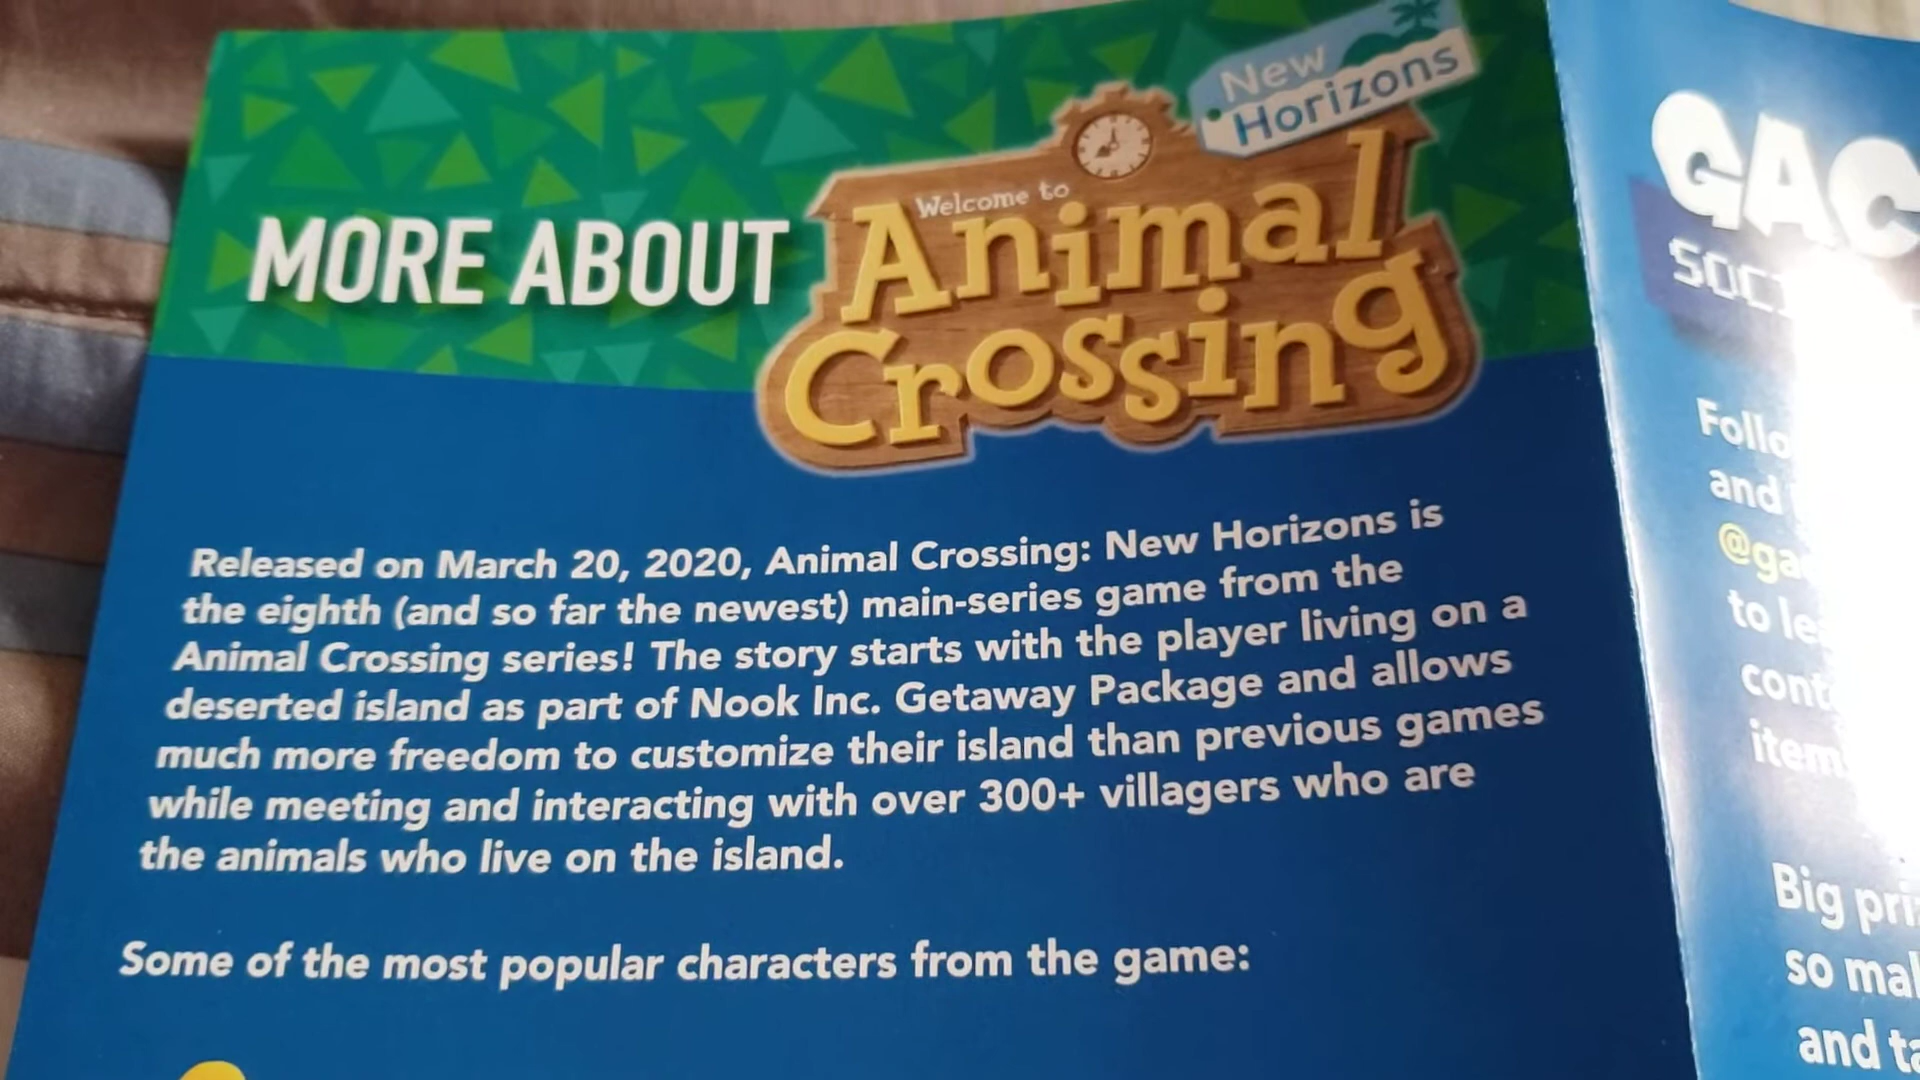 New
Horizons
Welcome to
MORE ABOUT Animal
Crossing
Released on March 20, 2020, Animal Crossing: New Horizons is
the eighth (and so far the newest) main-series game from the
Animal Crossing series! The story starts with the player living on a
deserted island as part of Nook Inc. Getaway Package and allows
much more freedom to customize their island than previous games
while meeting and interacting with over 300+ villagers who are
the animals who live on the island.
Some of the most popular characters from the game:
and
to
Big
so
and